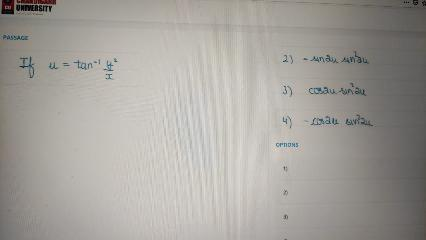 CHANDIGARH
UNIVERSITY
PASSAGE
If u = tan⁻¹ y²/x
2) - sin2u sin²u
3) cos2u sin²u
4) - cos2u sin²u
OPTIONS
1)
2)
3)